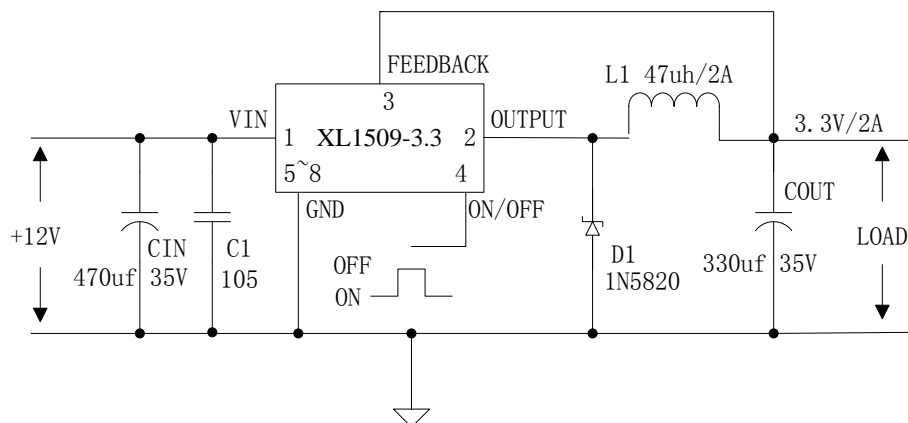 FEEDBACK
L1 47uh/2A
3
VIN
1
XL1509-3.3
2
OUTPUT
3.3V/2A
5~8
4
GND
ON/OFF
COUT
+12V
CIN
C1
OFF
D1
LOAD
470uf 35V
105
ON
1N5820
330uf 35V